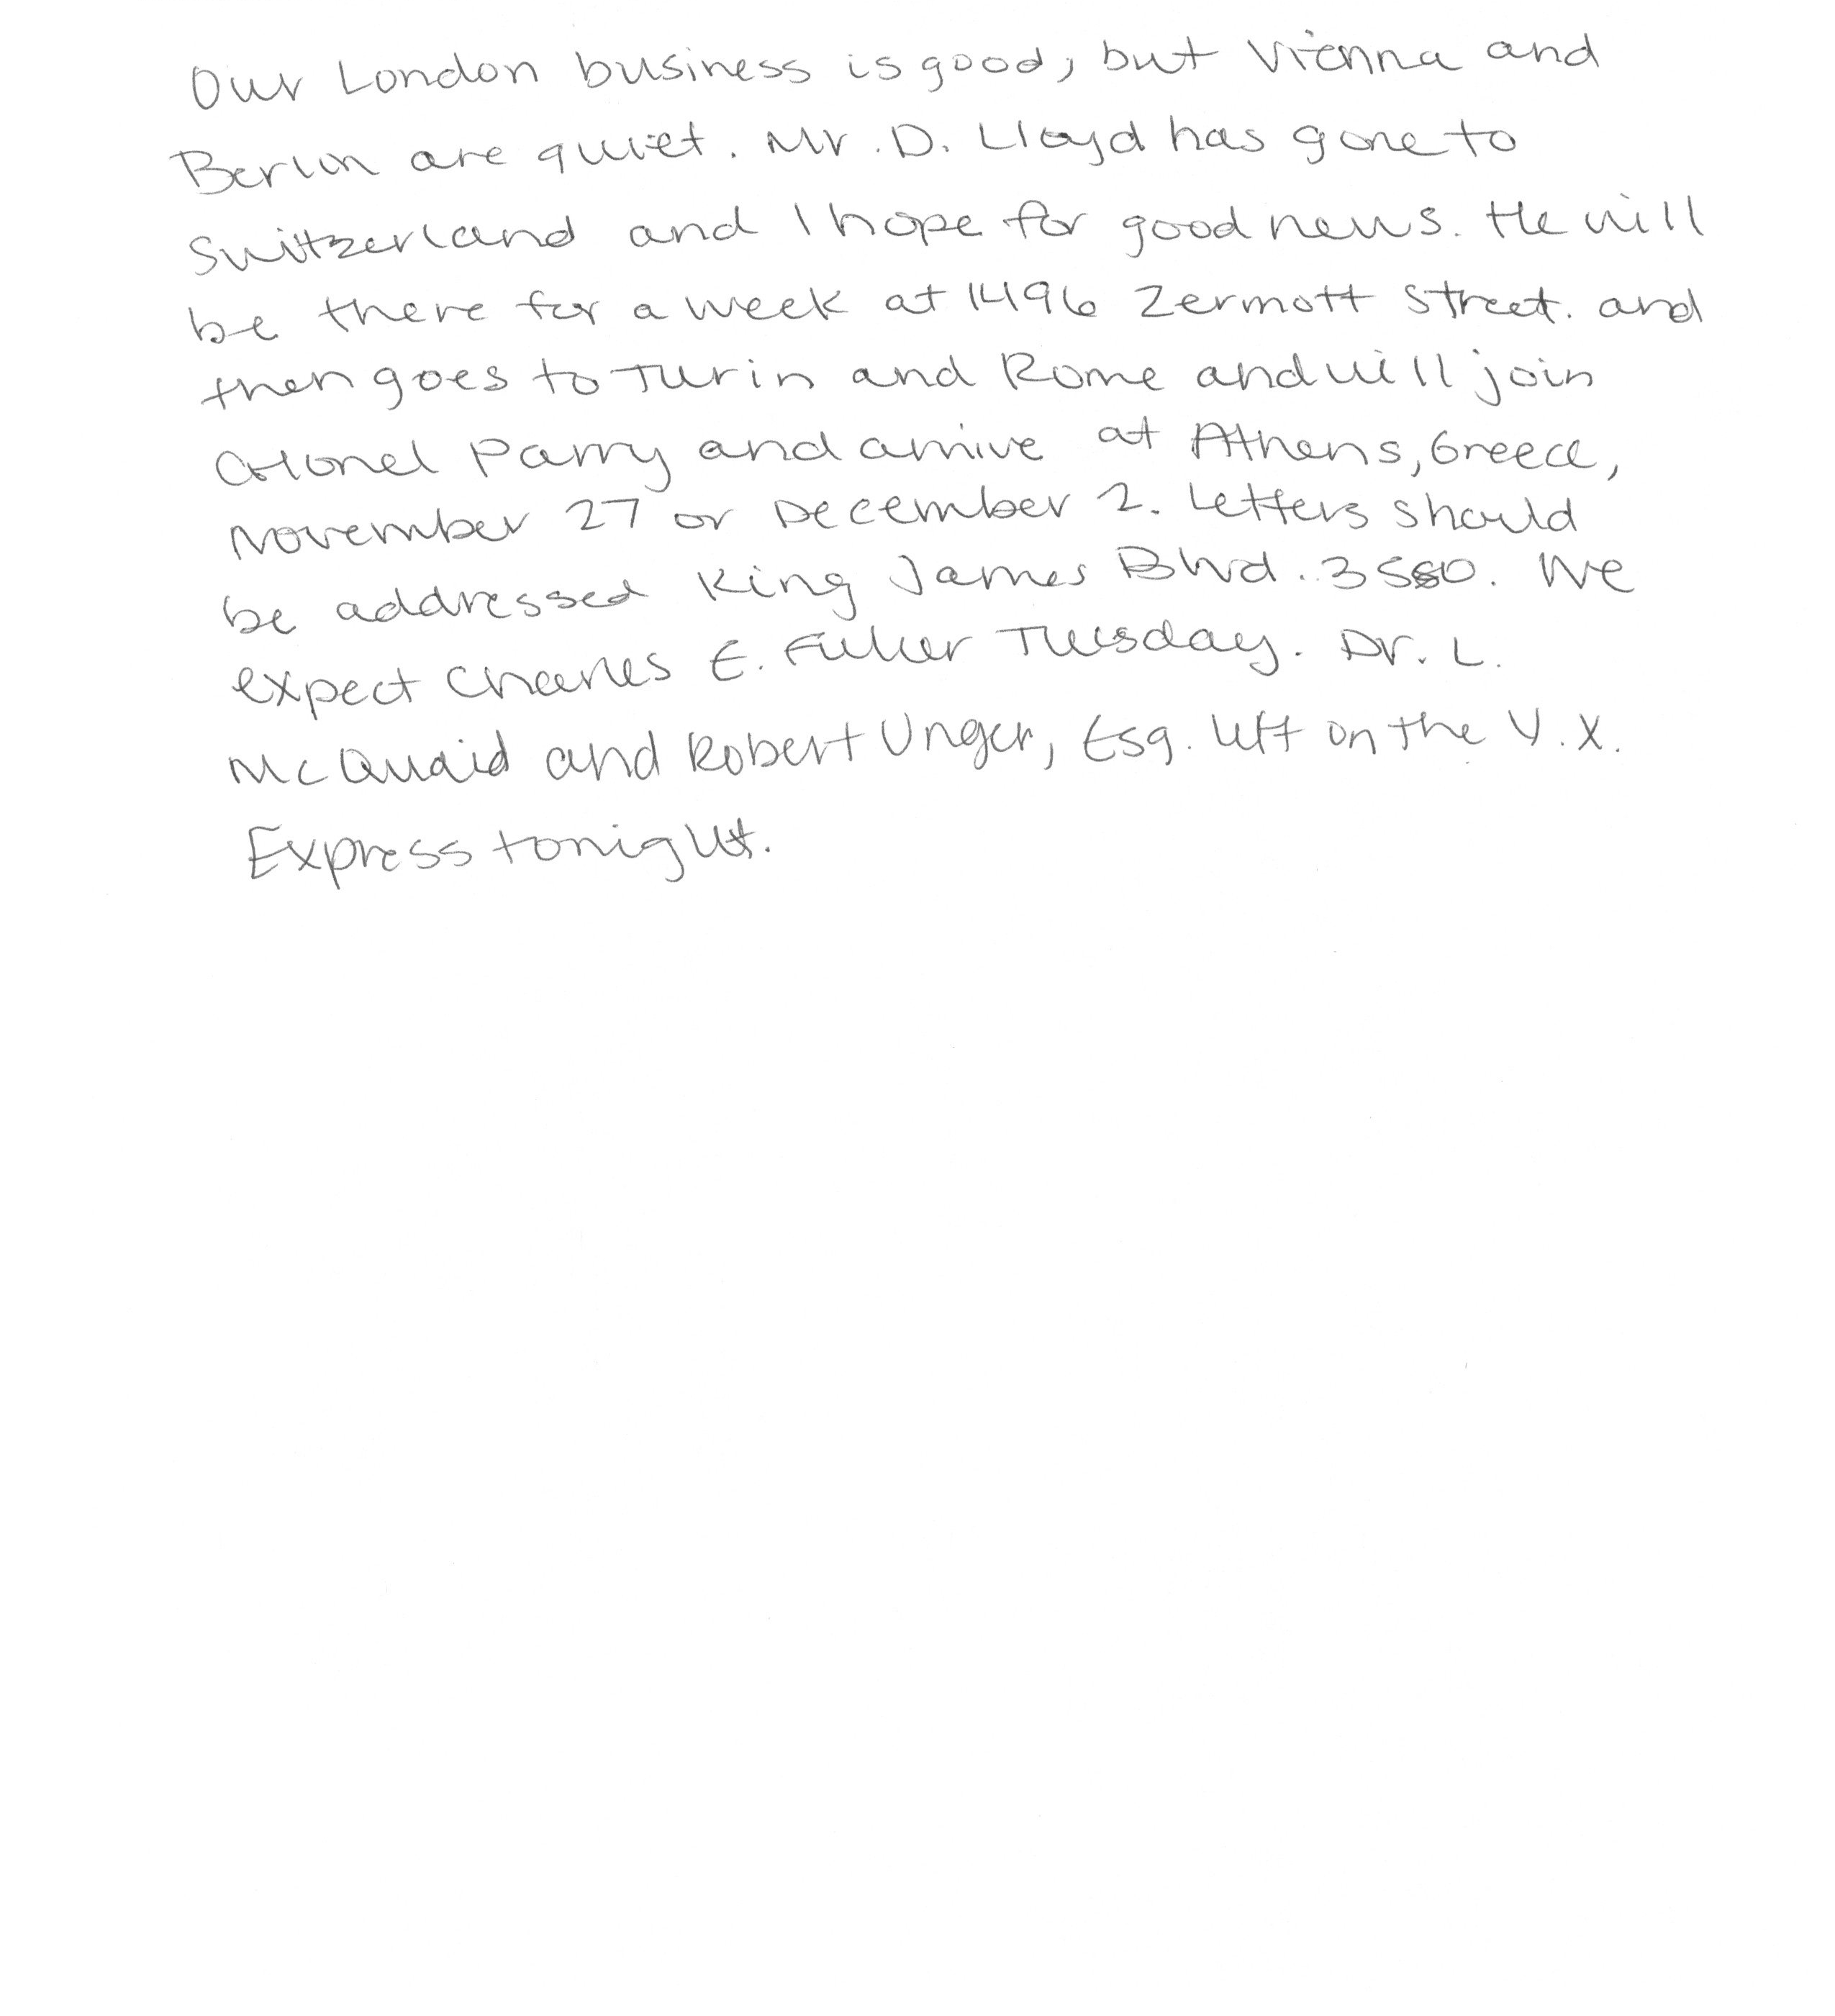 Our London business is good, but Vienna and
Berlin are quiet. Mr. D. Lloyd has gone to
Switzerland and I hope for good news. He will
be there for a week at 1496 Zermott Street. and
then goes to Turin and Rome and will join
Colonel Parry and arrive at Athens, Greece,
November 27 or December 2. Letters should
be addressed King James Blvd. 3580. We
expect Charles E. Fuller Tuesday. Dr. L.
McQuaid and Robert Unger, Esq. left on the Y.X.
Express tonight.